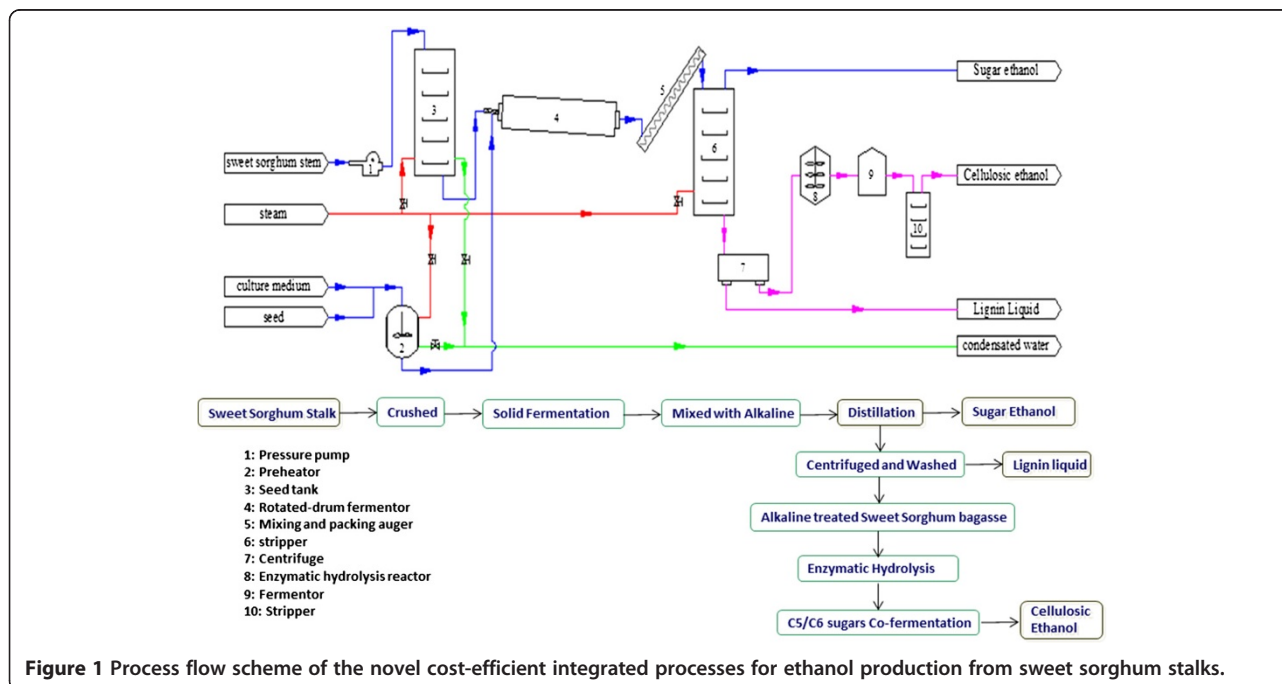 Sugar ethanol
5
3
4
6
sweet sorghum stem
1
8
9
Cellulosic ethanol
10
steam
7
culture medium
seed
2
Lignin Liquid
condensated water
Sweet Sorghum Stalk
Crushed
Solid Fermentation
Mixed with Alkaline
Distillation
Sugar Ethanol
1: Pressure pump
2: Preheator
3: Seed tank
4: Rotated-drum fermentor
5: Mixing and packing auger
6: stripper
7: Centrifuge
8: Enzymatic hydrolysis reactor
9: Fermentor
10: Stripper
Centrifuged and Washed
Lignin liquid
Alkaline treated Sweet Sorghum bagasse
Enzymatic Hydrolysis
C5/C6 sugars Co-fermentation
Cellulosic
Ethanol
Figure 1 Process flow scheme of the novel cost-efficient integrated processes for ethanol production from sweet sorghum stalks.